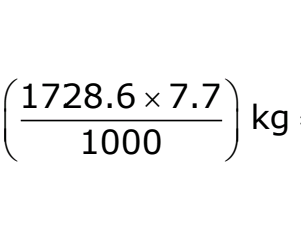 (1728.6 × 7.7 / 1000) kg